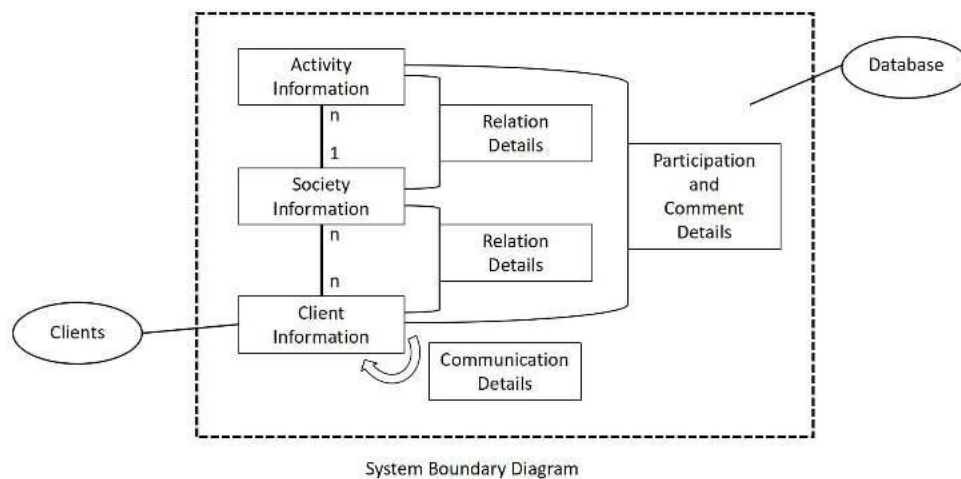 Activity
Information
Database
n
Relation
Details
1
Participation
and
Comment
Details
Society
Information
n
Relation
Details
n
Client
Information
Clients
Communication
Details
System Boundary Diagram